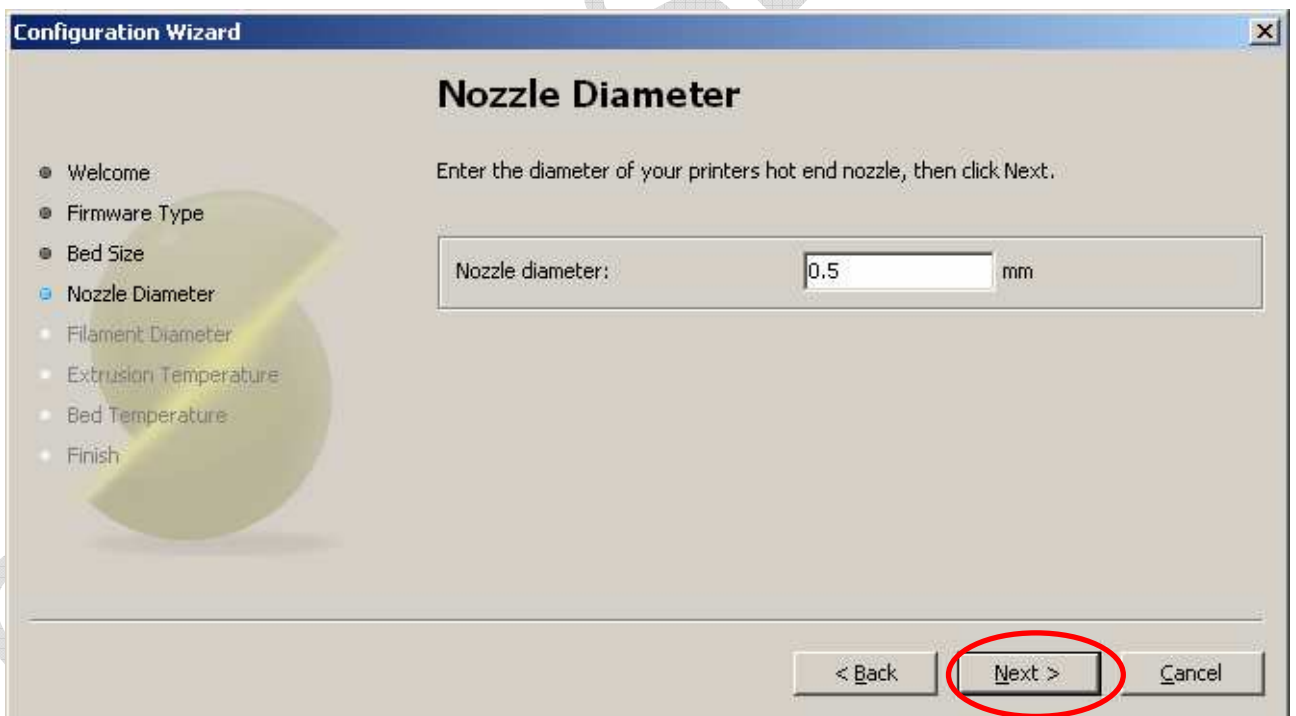 Configuration Wizard
Nozzle Diameter
Welcome
Firmware Type
Bed Size
Nozzle Diameter
Filament Diameter
Extrusion Temperature
Bed Temperature
Finish
Enter the diameter of your printers hot end nozzle, then click Next.
Nozzle diameter: 0.5 mm
< Back Next > Cancel